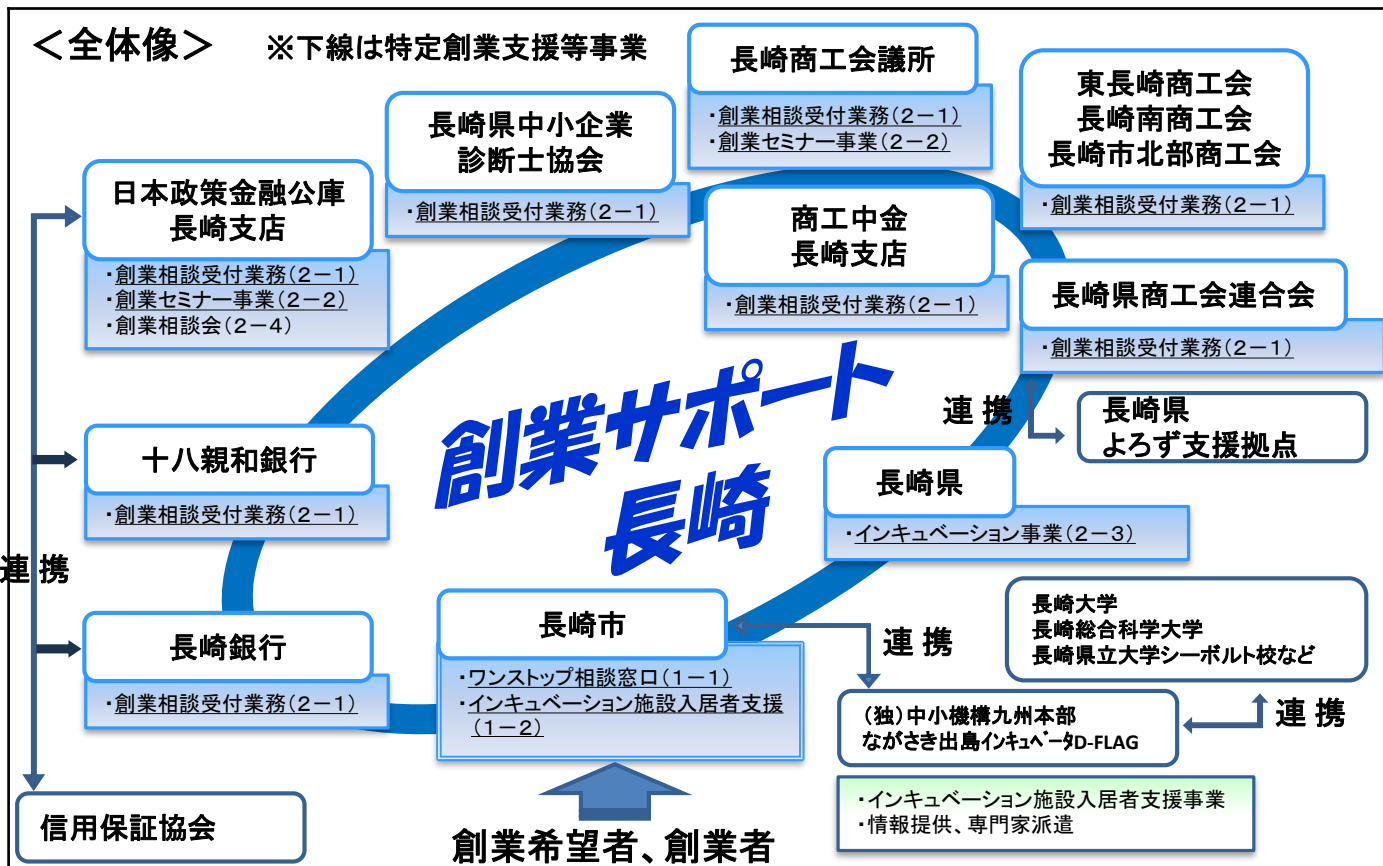 ＜全体像＞ ※下線は特定創業支援等事業
長崎商工会議所
・創業相談受付業務(２－１)
・創業セミナー事業(２－２)
東長崎商工会
長崎南商工会
長崎市北部商工会
・創業相談受付業務(２－１)
長崎県中小企業
診断士協会
・創業相談受付業務(２－１)
日本政策金融公庫
長崎支店
・創業相談受付業務(２－１)
・創業セミナー事業(２－２)
・創業相談会(２－４)
商工中金
長崎支店
・創業相談受付業務(２－１)
長崎県商工会連合会
・創業相談受付業務(２－１)
連 携
長崎県
よろず支援拠点
創業サポート
長崎
十八親和銀行
・創業相談受付業務(２－１)
長崎県
・インキュベーション事業(２－３)
連 携
長崎銀行
・創業相談受付業務(２－１)
長崎市
・ワンストップ相談窓口(１－１)
・インキュベーション施設入居者支援
(１－２)
連 携
長崎大学
長崎総合科学大学
長崎県立大学シーボルト校など
連 携
（独）中小機構九州本部
ながさき出島ｲﾝｷｭﾍﾞｰﾀD-FLAG
・インキュベーション施設入居者支援事業
・情報提供、専門家派遣
信用保証協会
創業希望者、創業者